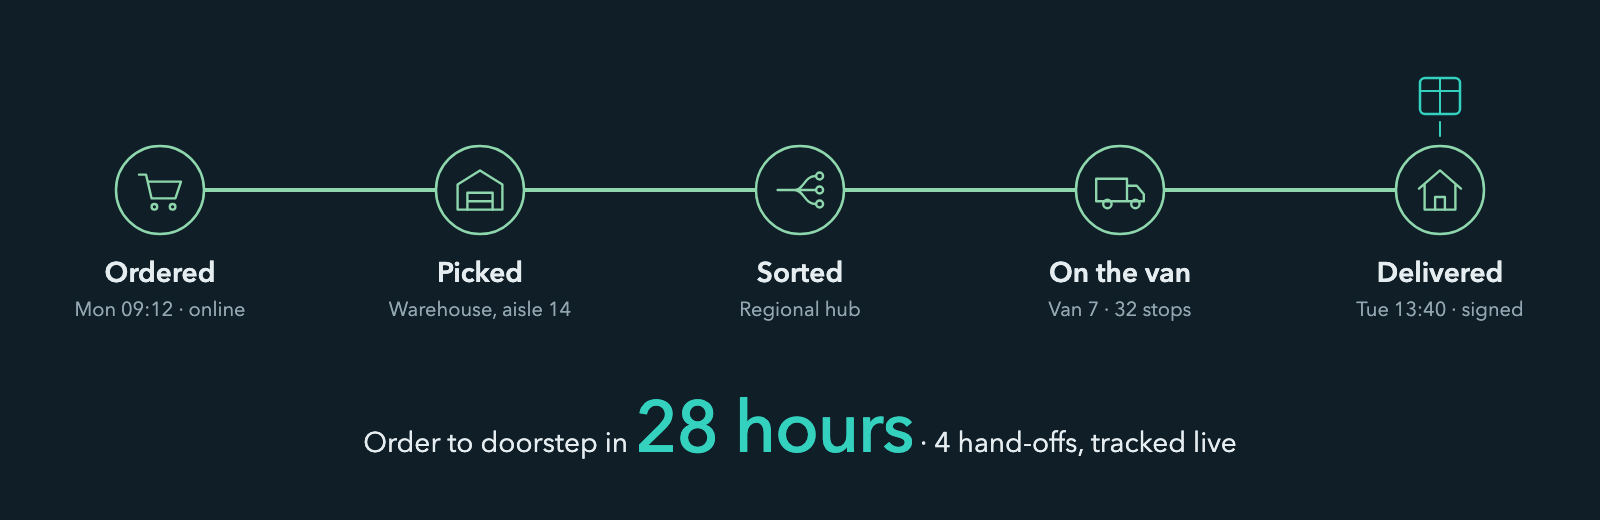 Ordered
Mon 09:12 · online
Picked
Warehouse, aisle 14
Sorted
Regional hub
On the van
Van 7 · 32 stops
Delivered
Tue 13:40 · signed
Order to doorstep in 28 hours · 4 hand-offs, tracked live